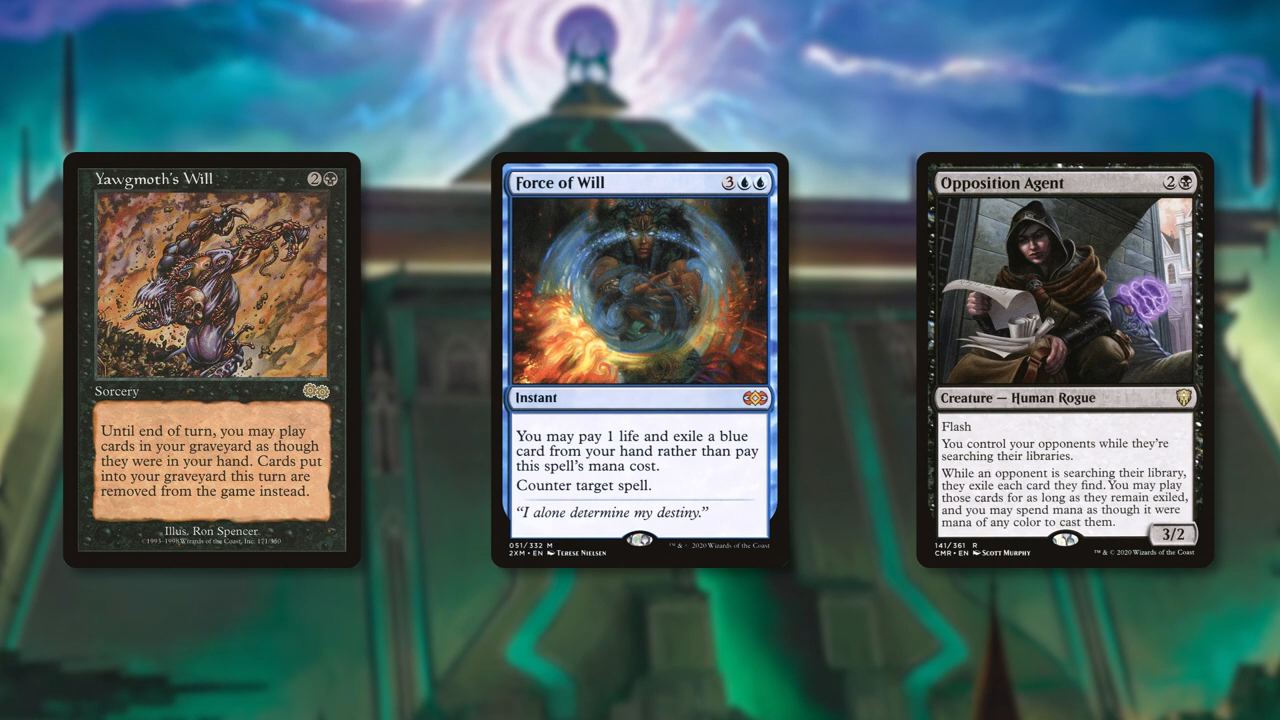 Yawgmoth's Will 2
Sorcery
Until end of turn, you may play
cards in your graveyard as though
they were in your hand. Cards put
into your graveyard this turn are
removed from the game instead.
Illus. Ron Spencer
Force of Will 3
Instant
You may pay 1 life and exile a blue
card from your hand rather than pay
this spell's mana cost.
Counter target spell.
“I alone determine my destiny.”
051/332 M
2XM • EN Terese Nielsen
™ & © 2020 Wizards of the Coast
Opposition Agent 2
Creature — Human Rogue
Flash
You control your opponents while they're
searching their libraries.
While an opponent is searching their library,
they exile each card they find. You may play
those cards for as long as they remain exiled,
and you may spend mana as though it were
mana of any color to cast them.
3/2
141/361 R
CMR • EN Scott Murphy
™ & © 2020 Wizards of the Coast